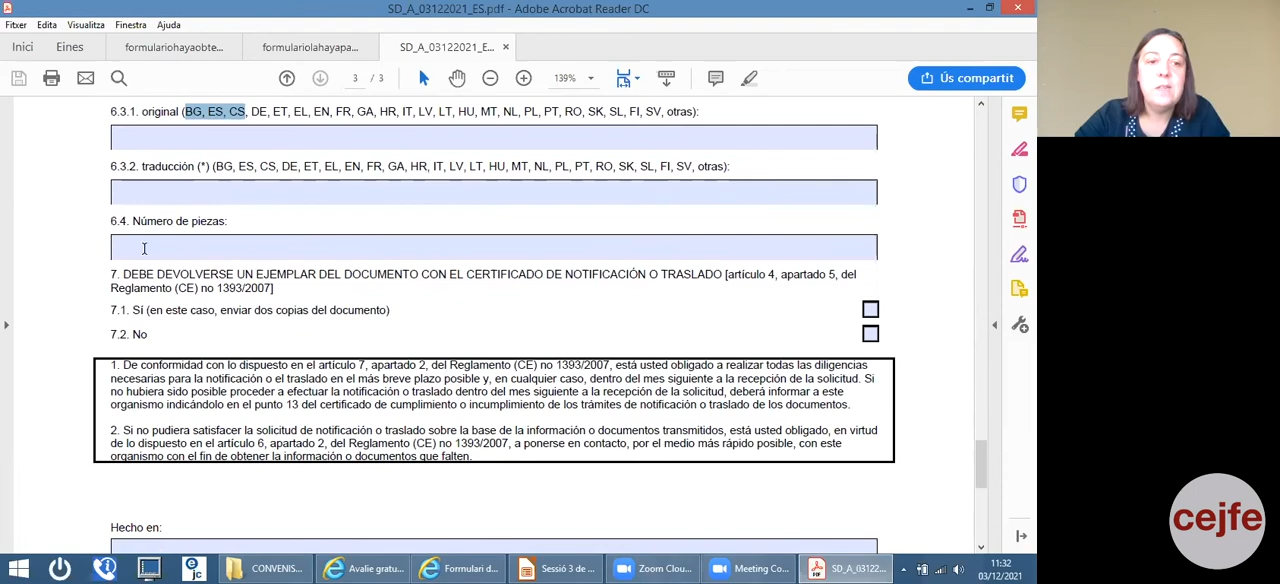 SD_A_03122021_ES.pdf - Adobe Acrobat Reader DC
Fitxer Edita Visualitza Finestra Ajuda
Inici Eines formulariohayaobte... formulariolahayapa... SD_A_03122021_E... ×
3 / 3 139% Ús compartit
6.3.1. original (BG, ES, CS, DE, ET, EL, EN, FR, GA, HR, IT, LV, LT, HU, MT, NL, PL, PT, RO, SK, SL, FI, SV, otras):
6.3.2. traducción (*) (BG, ES, CS, DE, ET, EL, EN, FR, GA, HR, IT, LV, LT, HU, MT, NL, PL, PT, RO, SK, SL, FI, SV, otras):
6.4. Número de piezas:
7. DEBE DEVOLVERSE UN EJEMPLAR DEL DOCUMENTO CON EL CERTIFICADO DE NOTIFICACIÓN O TRASLADO [artículo 4, apartado 5, del
Reglamento (CE) no 1393/2007]
7.1. Sí (en este caso, enviar dos copias del documento)
7.2. No
1. De conformidad con lo dispuesto en el artículo 7, apartado 2, del Reglamento (CE) no 1393/2007, está usted obligado a realizar todas las diligencias
necesarias para la notificación o el traslado en el más breve plazo posible y, en cualquier caso, dentro del mes siguiente a la recepción de la solicitud. Si
no hubiera sido posible proceder a efectuar la notificación o traslado dentro del mes siguiente a la recepción de la solicitud, deberá informar a este
organismo indicándolo en el punto 13 del certificado de cumplimiento o incumplimiento de los trámites de notificación o traslado de los documentos.
2. Si no pudiera satisfacer la solicitud de notificación o traslado sobre la base de la información o documentos transmitidos, está usted obligado, en virtud
de lo dispuesto en el artículo 6, apartado 2, del Reglamento (CE) no 1393/2007, a ponerse en contacto, por el medio más rápido posible, con este
organismo con el fin de obtener la información o documentos que falten.
Hecho en:
cejfe
ejc CONVENIS... Avalie gratu... Formulari d... Sessió 3 de ... Zoom Clou... Meeting Co... SD_A_03122... 11:32
03/12/2021